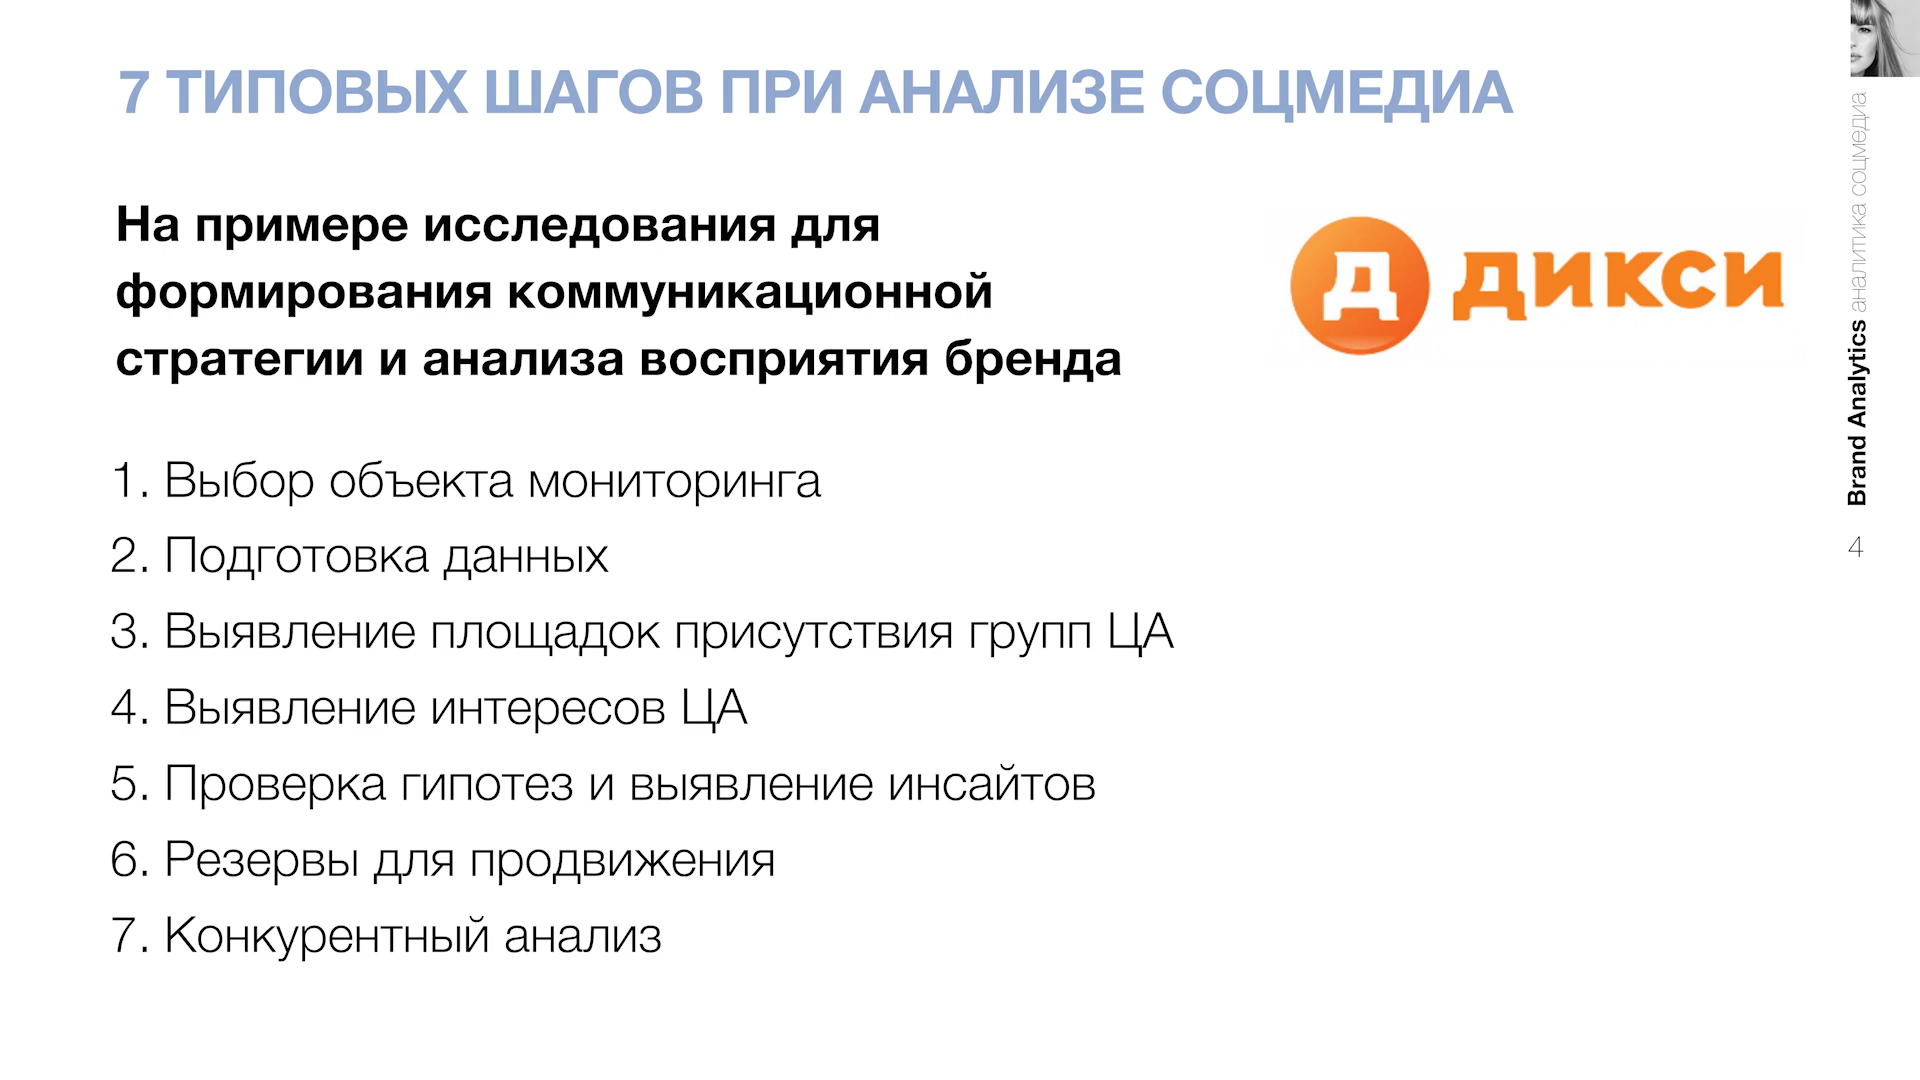 7 ТИПОВЫХ ШАГОВ ПРИ АНАЛИЗЕ СОЦМЕДИА
На примере исследования для
формирования коммуникационной
стратегии и анализа восприятия бренда
Д ДИКСИ
1. Выбор объекта мониторинга
2. Подготовка данных
3. Выявление площадок присутствия групп ЦА
4. Выявление интересов ЦА
5. Проверка гипотез и выявление инсайтов
6. Резервы для продвижения
7. Конкурентный анализ
Brand Analytics аналитика соцмедиа
4